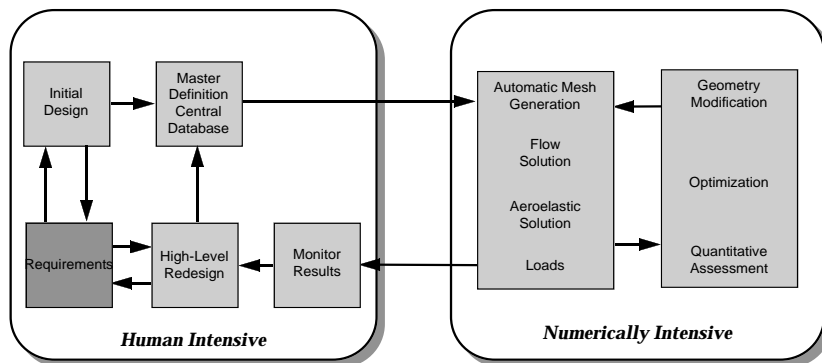 Initial
Design
Master
Definition
Central
Database
Requirements
High-Level
Redesign
Monitor
Results
Human Intensive
Automatic Mesh
Generation
Flow
Solution
Aeroelastic
Solution
Loads
Geometry
Modification
Optimization
Quantitative
Assessment
Numerically Intensive